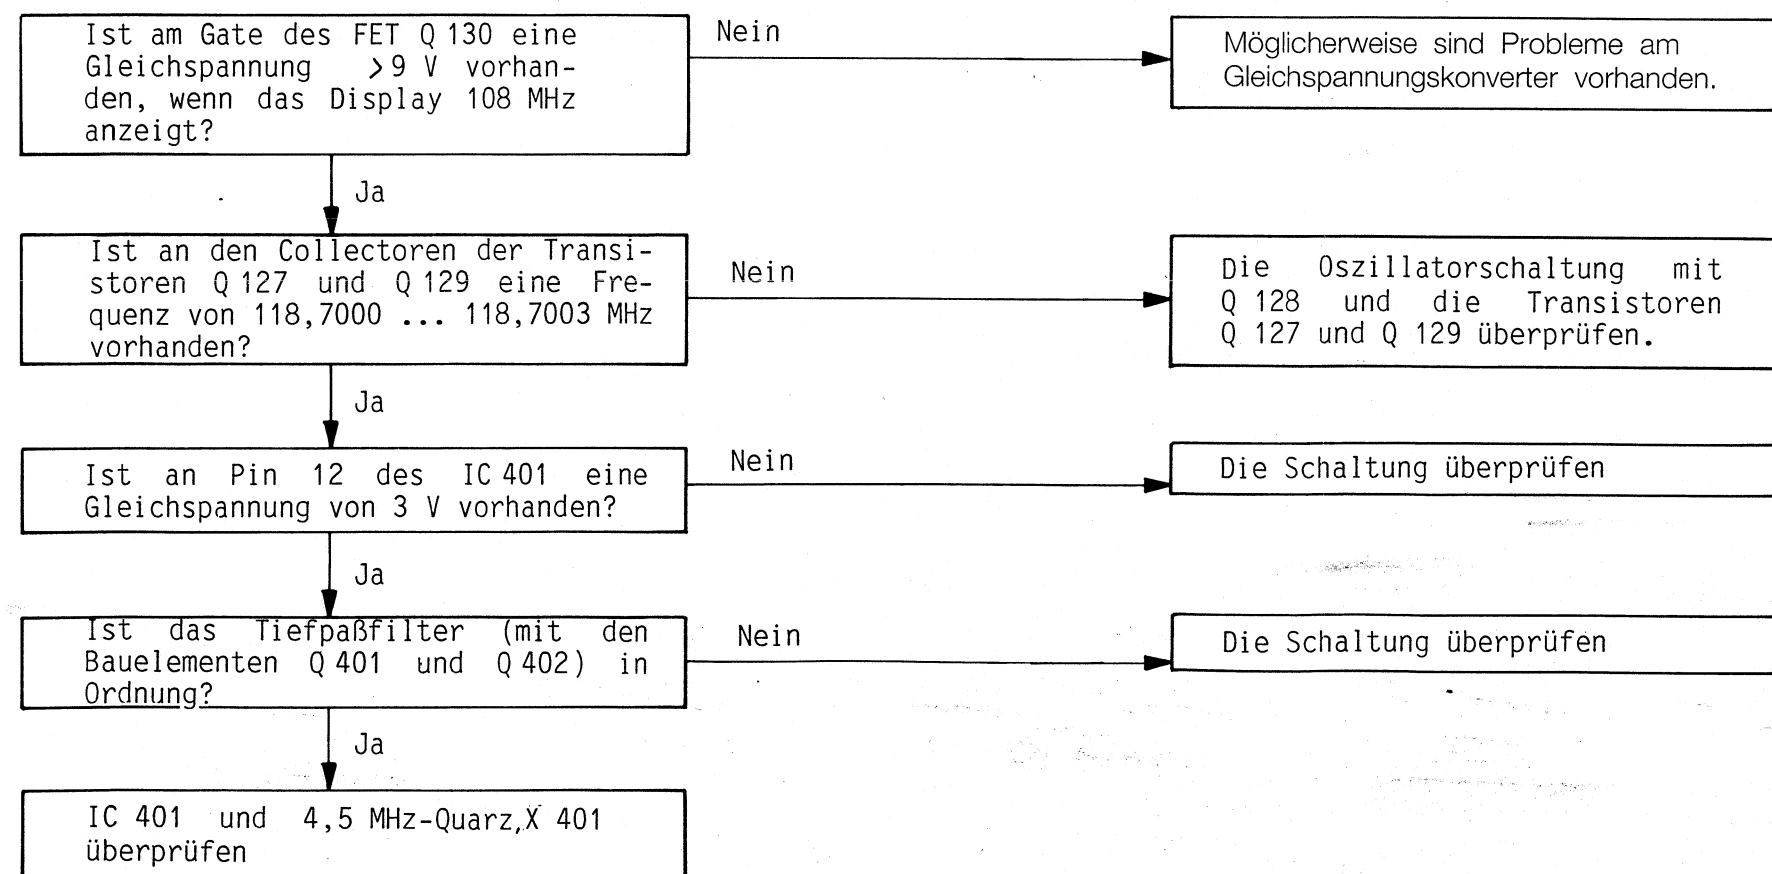 Ist am Gate des FET Q 130 eine
Gleichspannung >9 V vorhan-
den, wenn das Display 108 MHz
anzeigt?
Nein
Möglicherweise sind Probleme am
Gleichspannungskonverter vorhanden.
Ja
Ist an den Collectoren der Transi-
storen Q 127 und Q 129 eine Fre-
quenz von 118,7000 ... 118,7003 MHz
vorhanden?
Nein
Die Oszillatorschaltung mit
Q 128 und die Transistoren
Q 127 und Q 129 überprüfen.
Ja
Ist an Pin 12 des IC 401 eine
Gleichspannung von 3 V vorhanden?
Nein
Die Schaltung überprüfen
Ja
Ist das Tiefpaßfilter (mit den
Bauelementen Q 401 und Q 402) in
Ordnung?
Nein
Die Schaltung überprüfen
Ja
IC 401 und 4,5 MHz-Quarz,X 401
überprüfen